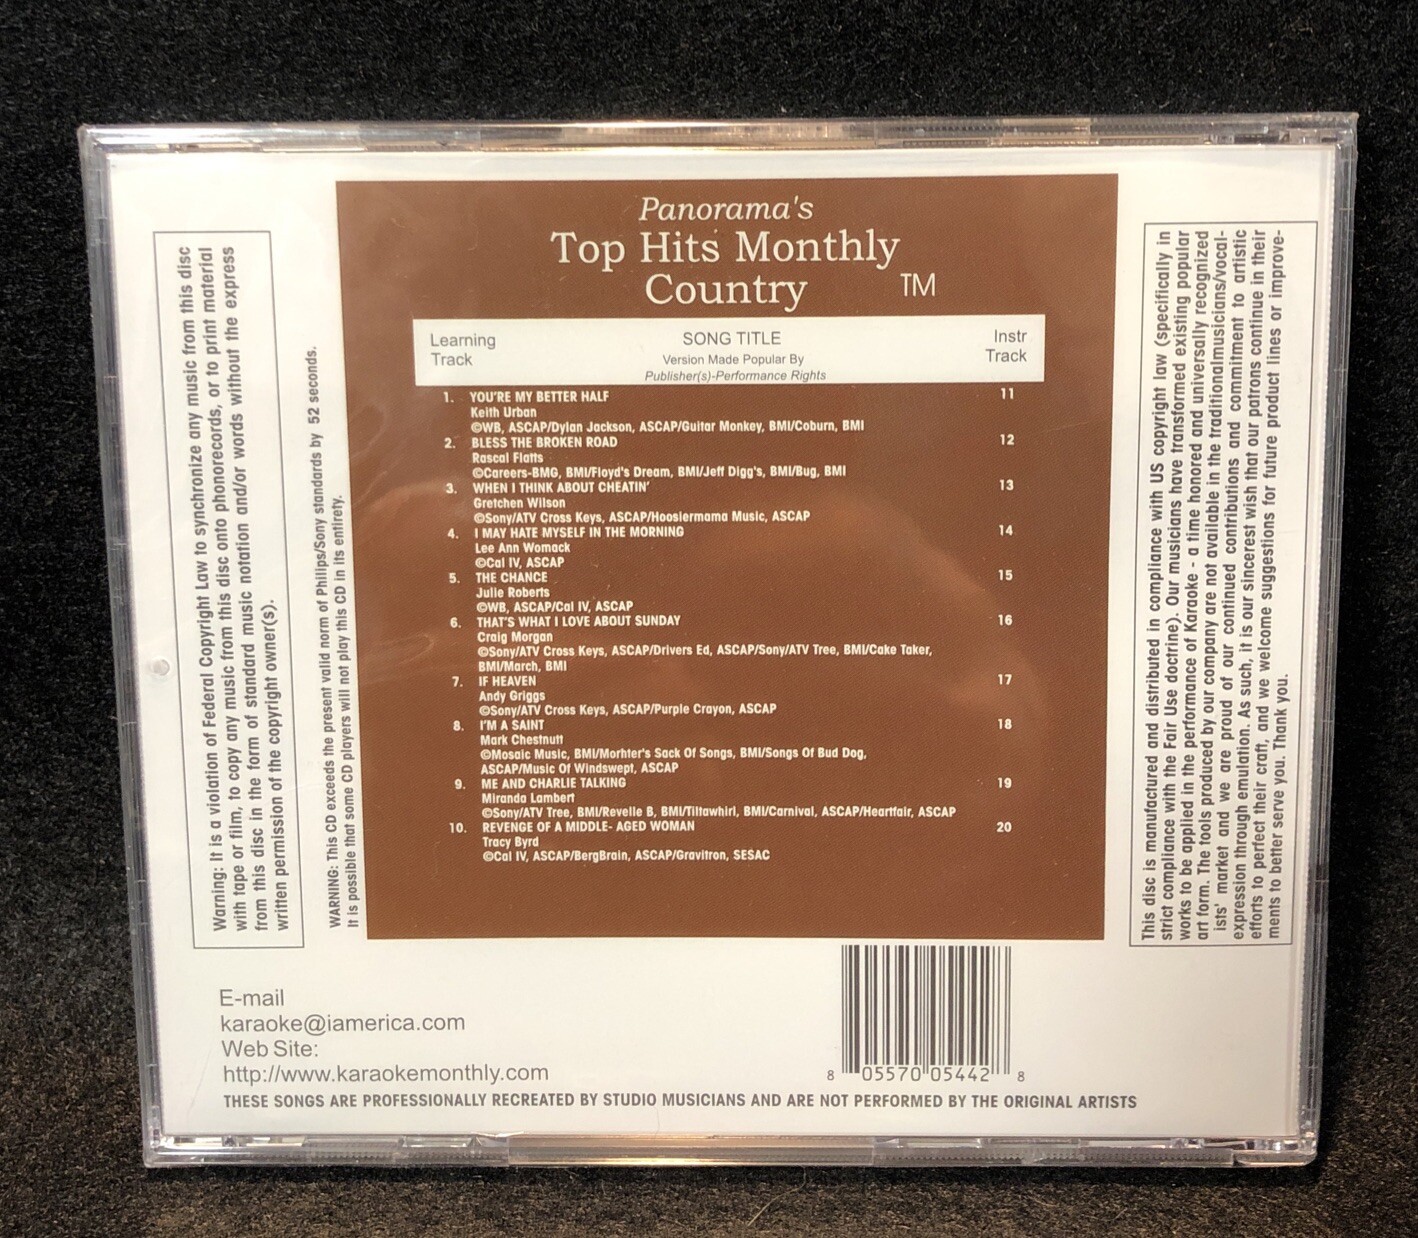 Warning: It is a violation of Federal Copyright Law to synchronize any music from this disc
with tape or film, to copy any music from this disc onto phonorecords, or to print material
from this disc in the form of standard music notation and/or words without the express
written permission of the copyright owner(s).
WARNING: This CD exceeds the present valid norm of Philips/Sony standards by 52 seconds.
It is possible that some CD players will not play this CD in its entirety.
Panorama's
Top Hits Monthly
Country TM
Learning Track SONG TITLE Instr Track
Version Made Popular By
Publisher(s)-Performance Rights
1. YOU'RE MY BETTER HALF 11
Keith Urban
©WB, ASCAP/Dylan Jackson, ASCAP/Guitar Monkey, BMI/Coburn, BMI
2. BLESS THE BROKEN ROAD 12
Rascal Flatts
©Careers-BMG, BMI/Floyd's Dream, BMI/Jeff Digg's, BMI/Bug, BMI
3. WHEN I THINK ABOUT CHEATIN' 13
Gretchen Wilson
©Sony/ATV Cross Keys, ASCAP/Hoosiermama Music, ASCAP
4. I MAY HATE MYSELF IN THE MORNING 14
Lee Ann Womack
©Cal IV, ASCAP
5. THE CHANCE 15
Julie Roberts
©WB, ASCAP/Cal IV, ASCAP
6. THAT'S WHAT I LOVE ABOUT SUNDAY 16
Craig Morgan
©Sony/ATV Cross Keys, ASCAP/Drivers Ed, ASCAP/Sony/ATV Tree, BMI/Cake Taker,
BMI/March, BMI
7. IF HEAVEN 17
Andy Griggs
©Sony/ATV Cross Keys, ASCAP/Purple Crayon, ASCAP
8. I'M A SAINT 18
Mark Chestnutt
©Mosaic Music, BMI/Morhter's Sack Of Songs, BMI/Songs Of Bud Dog,
ASCAP/Music Of Windswept, ASCAP
9. ME AND CHARLIE TALKING 19
Miranda Lambert
©Sony/ATV Tree, BMI/Revelle B, BMI/Tiltawhirl, BMI/Carnival, ASCAP/Heartfair, ASCAP
10. REVENGE OF A MIDDLE- AGED WOMAN 20
Tracy Byrd
©Cal IV, ASCAP/BergBrain, ASCAP/Gravitron, SESAC
This disc is manufactured and distributed in compliance with US copyright law (specifically in
strict compliance with the Fair Use doctrine). Our musicians have transformed existing popular
works to be applied in the performance of Karaoke - a time honored and universally recognized
art form. The tools produced by our company are not available in the traditionalmusicians/vocal-
ists' market and we are proud of our continued contributions and commitment to artistic
expression through emulation. As such, it is our sincerest wish that our patrons continue in their
efforts to perfect their craft, and we welcome suggestions for future product lines or improve-
ments to better serve you. Thank you.
E-mail
karaoke@iamerica.com
Web Site:
http://www.karaokemonthly.com
8 05570 05442 8
THESE SONGS ARE PROFESSIONALLY RECREATED BY STUDIO MUSICIANS AND ARE NOT PERFORMED BY THE ORIGINAL ARTISTS